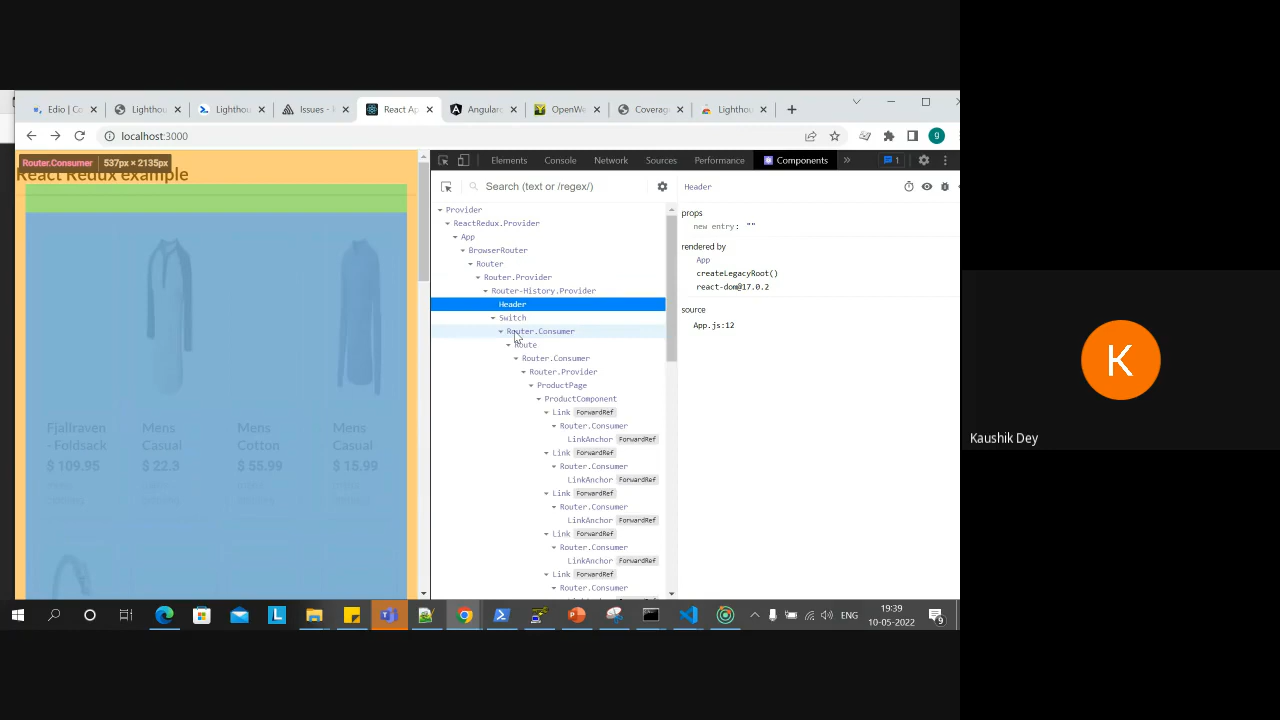 Edio | Co
Lighthou
Lighthou
Issues - k
React Ap
Angular
OpenWe
Coverag
Lighthou
localhost:3000
g
Router.Consumer 537px × 2135px
React Redux example
Elements Console Network Sources Performance Components » 1
Search (text or /regex/)
Header
Provider
ReactRedux.Provider
App
BrowserRouter
Router
Router.Provider
Router-History.Provider
Header
Switch
Router.Consumer
Route
Router.Consumer
Router.Provider
ProductPage
ProductComponent
Link ForwardRef
Router.Consumer
LinkAnchor ForwardRef
Link ForwardRef
Router.Consumer
LinkAnchor ForwardRef
Link ForwardRef
Router.Consumer
LinkAnchor ForwardRef
Link ForwardRef
Router.Consumer
LinkAnchor ForwardRef
Link ForwardRef
Router.Consumer
props
new entry: ""
rendered by
App
createLegacyRoot()
react-dom@17.0.2
source
App.js:12
Fjallraven
- Foldsack
$ 109.95
Mens
Casual
$ 22.3
Mens
Cotton
$ 55.99
Mens
Casual
$ 15.99
K
Kaushik Dey
ENG
19:39
10-05-2022
9